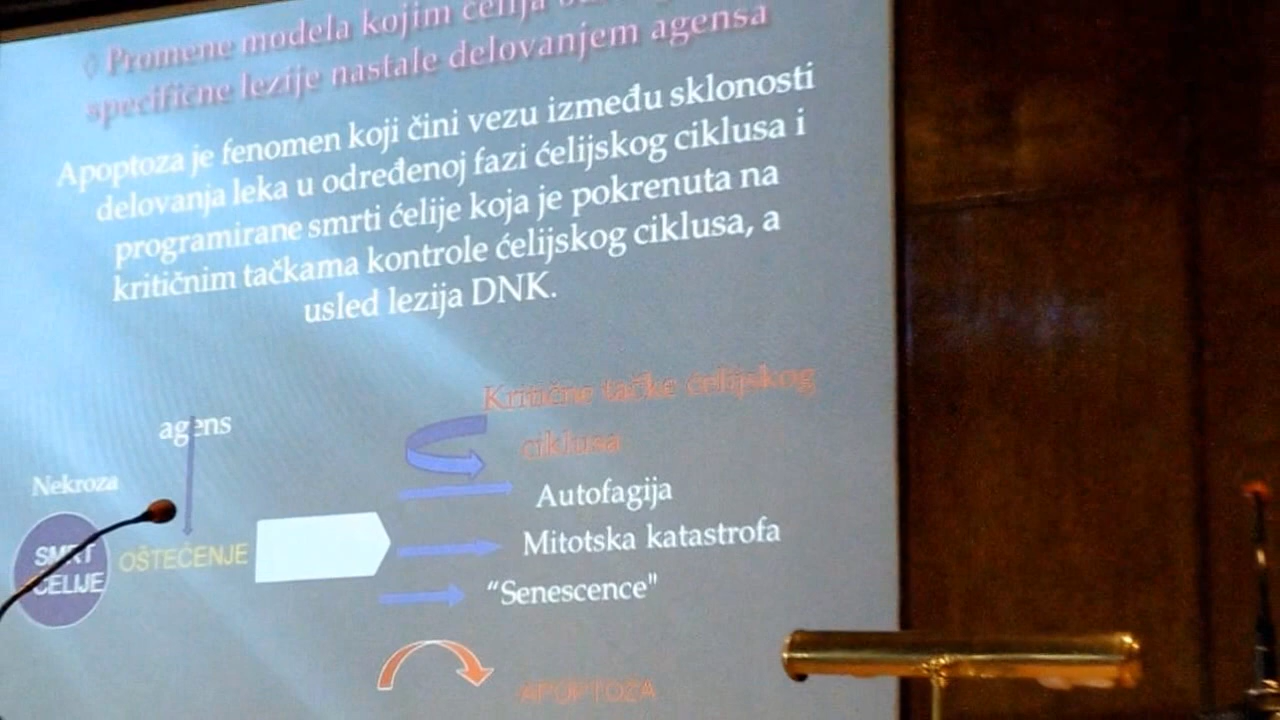 ◊ Promene modela kojim ćelija
specifične lezije nastale delovanjem agensa
Apoptoza je fenomen koji čini vezu između sklonosti
delovanja leka u određenoj fazi ćelijskog ciklusa i
programirane smrti ćelije koja je pokrenuta na
kritičnim tačkama kontrole ćelijskog ciklusa, a
usled lezija DNK.
Kritične tačke ćelijskog
ciklusa
agens
Nekroza
SMRT
ĆELIJE
OŠTEĆENJE
Autofagija
Mitotska katastrofa
“Senescence"
APOPTOZA